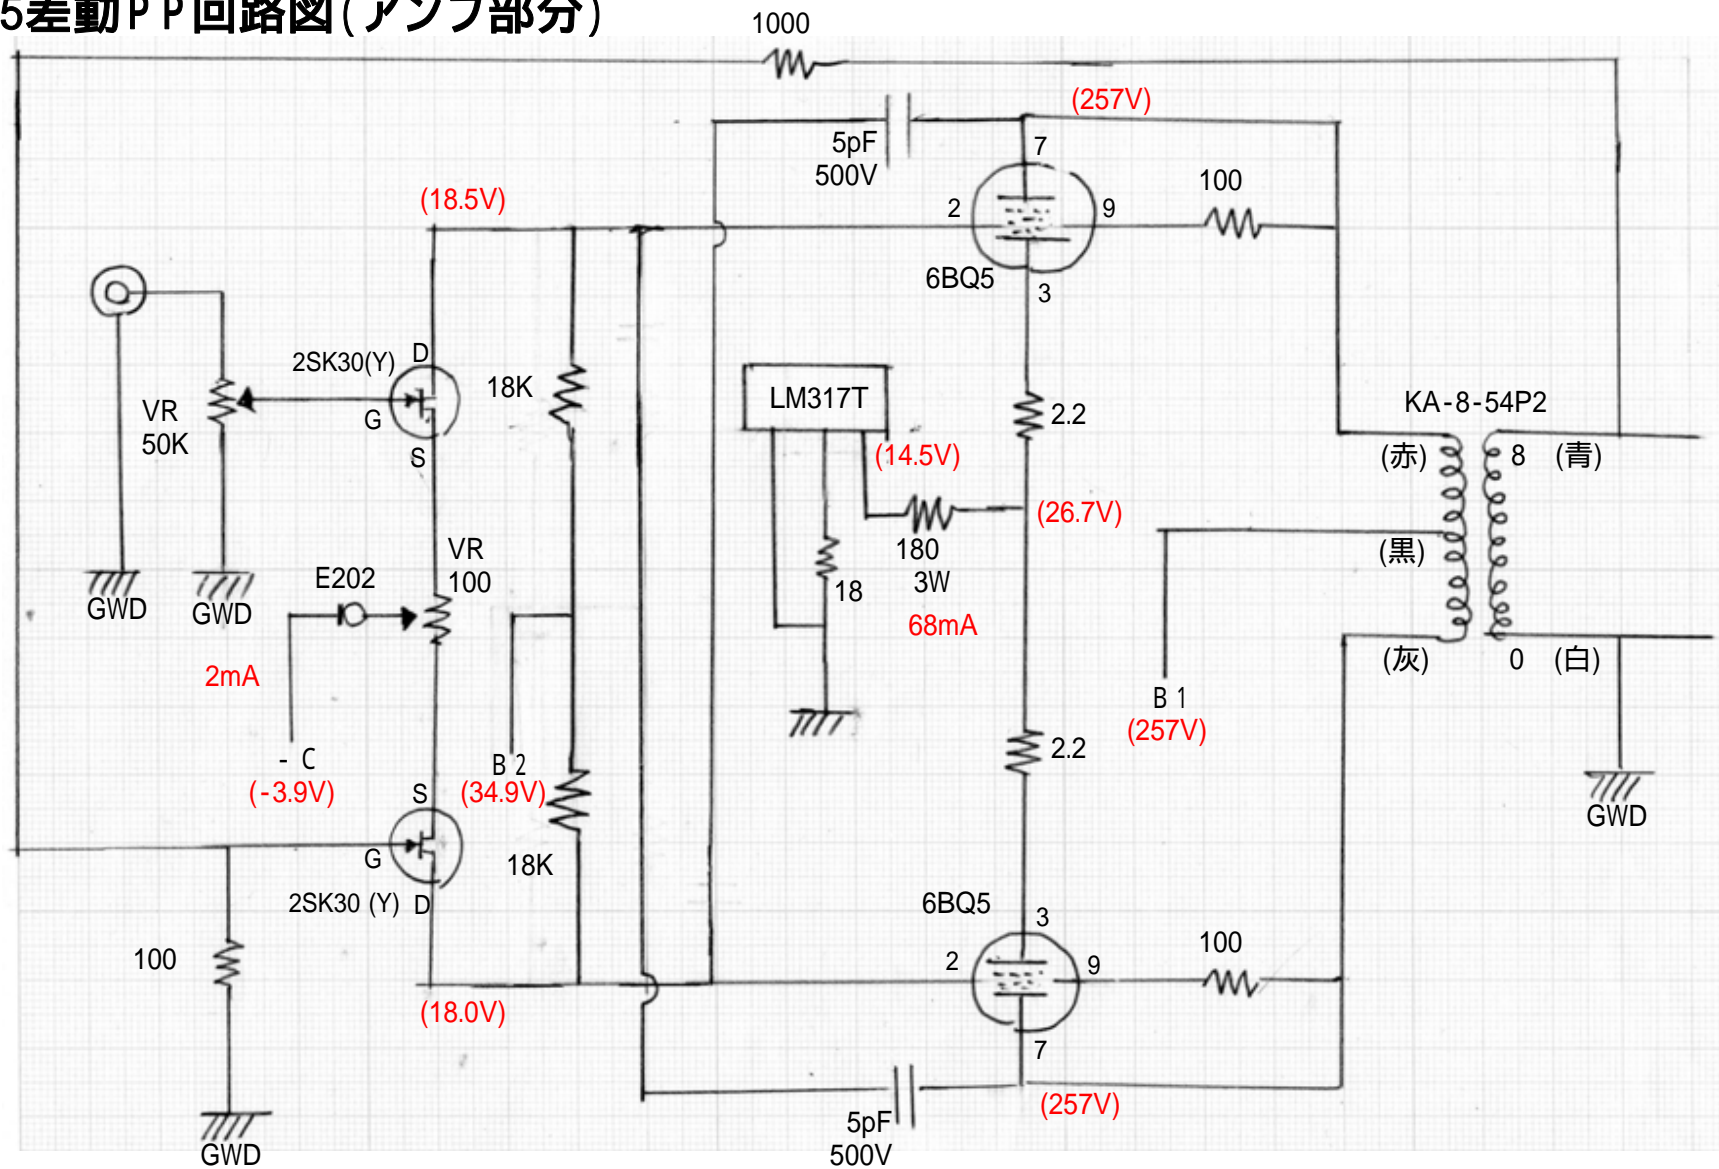 5差動PP回路図(アンプ部分)
1000
(257V)
5pF
500V
7
100
2
9
(18.5V)
6BQ5
3
2SK30(Y)
D
G
S
18K
VR
50K
LM317T
2.2
(14.5V)
KA-8-54P2
(赤)
8
(青)
(26.7V)
180
3W
68mA
18
(黒)
VR
100
E202
GWD
GWD
2mA
(灰)
0
(白)
B1
(257V)
2.2
- C
(-3.9V)
B2
(34.9V)
S
G
2SK30 (Y)
D
18K
GWD
6BQ5
3
2
9
100
100
(18.0V)
7
(257V)
5pF
500V
GWD